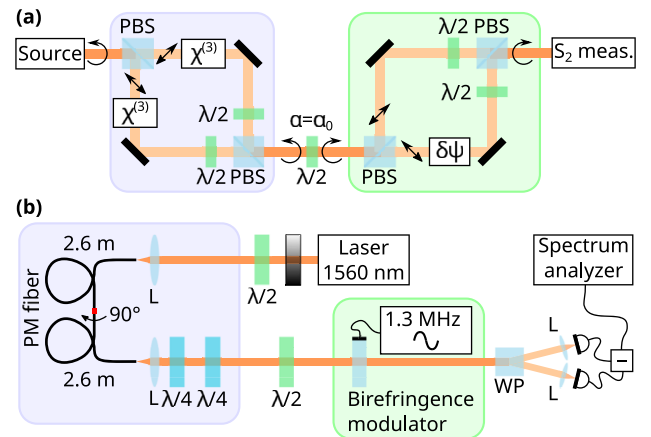 (a)
PBS
λ/2 PBS
Source
χ⁽³⁾
S₂ meas.
χ⁽³⁾
λ/2
λ/2
α=α₀
δψ
λ/2 PBS
λ/2
PBS
(b)
2.6 m
PM fiber
90°
2.6 m
L
λ/2
Laser
1560 nm
L λ/4 λ/4
λ/2
1.3 MHz
Birefringence
modulator
WP
L
L
Spectrum
analyzer
−